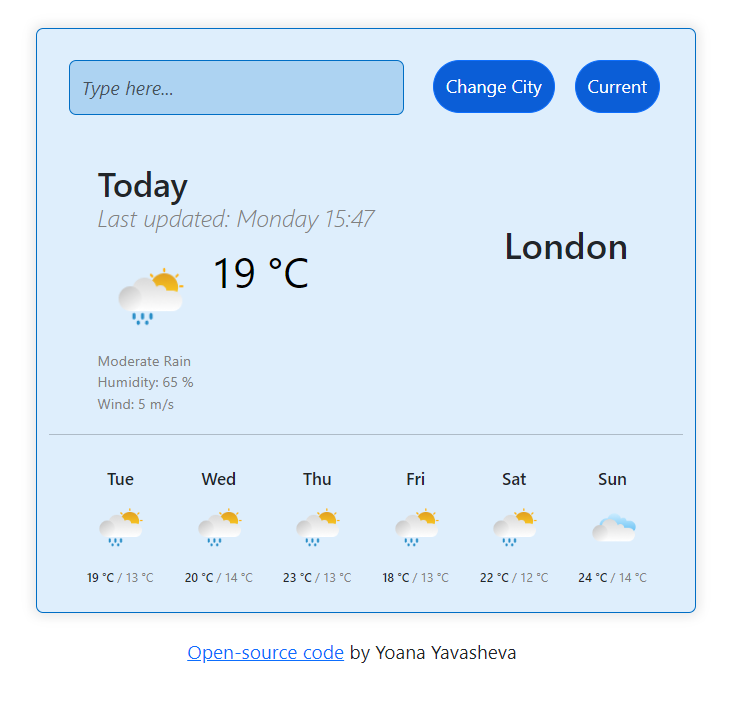 Type here...
Change City
Current
Today
Last updated: Monday 15:47
London
19 °C
Moderate Rain
Humidity: 65 %
Wind: 5 m/s
Tue Wed Thu Fri Sat Sun
19 °C / 13 °C 20 °C / 14 °C 23 °C / 13 °C 18 °C / 13 °C 22 °C / 12 °C 24 °C / 14 °C
Open-source code by Yoana Yavasheva